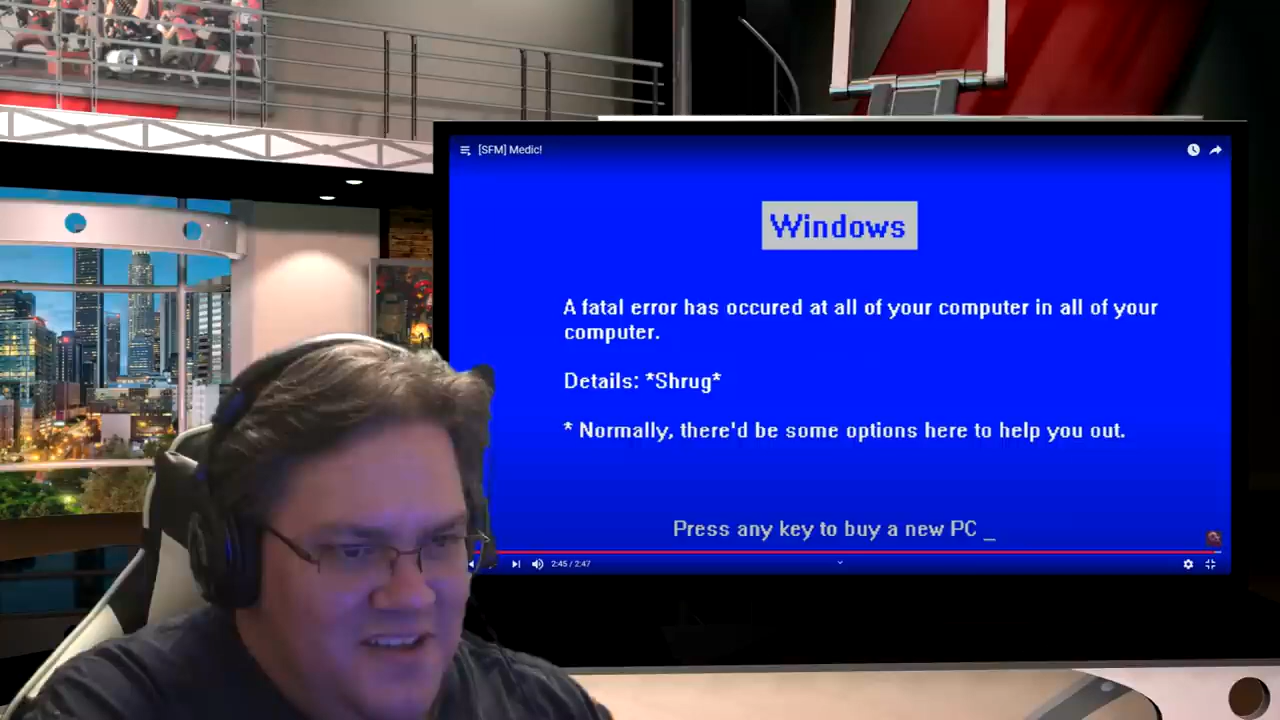 [SFM] Medic!
Windows
A fatal error has occured at all of your computer in all of your
computer.
Details: *Shrug*
* Normally, there'd be some options here to help you out.
Press any key to buy a new PC _
2:45 / 2:47